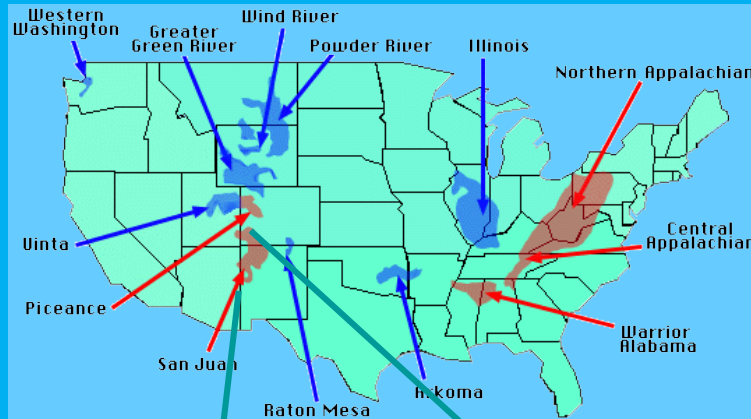 Western
Washington
Greater
Green River
Wind River
Powder River
Illinois
Northern Appalachian
Uinta
Central
Appalachian
Piceance
San Juan
Warrior
Alabama
Raton Mesa
Arkoma